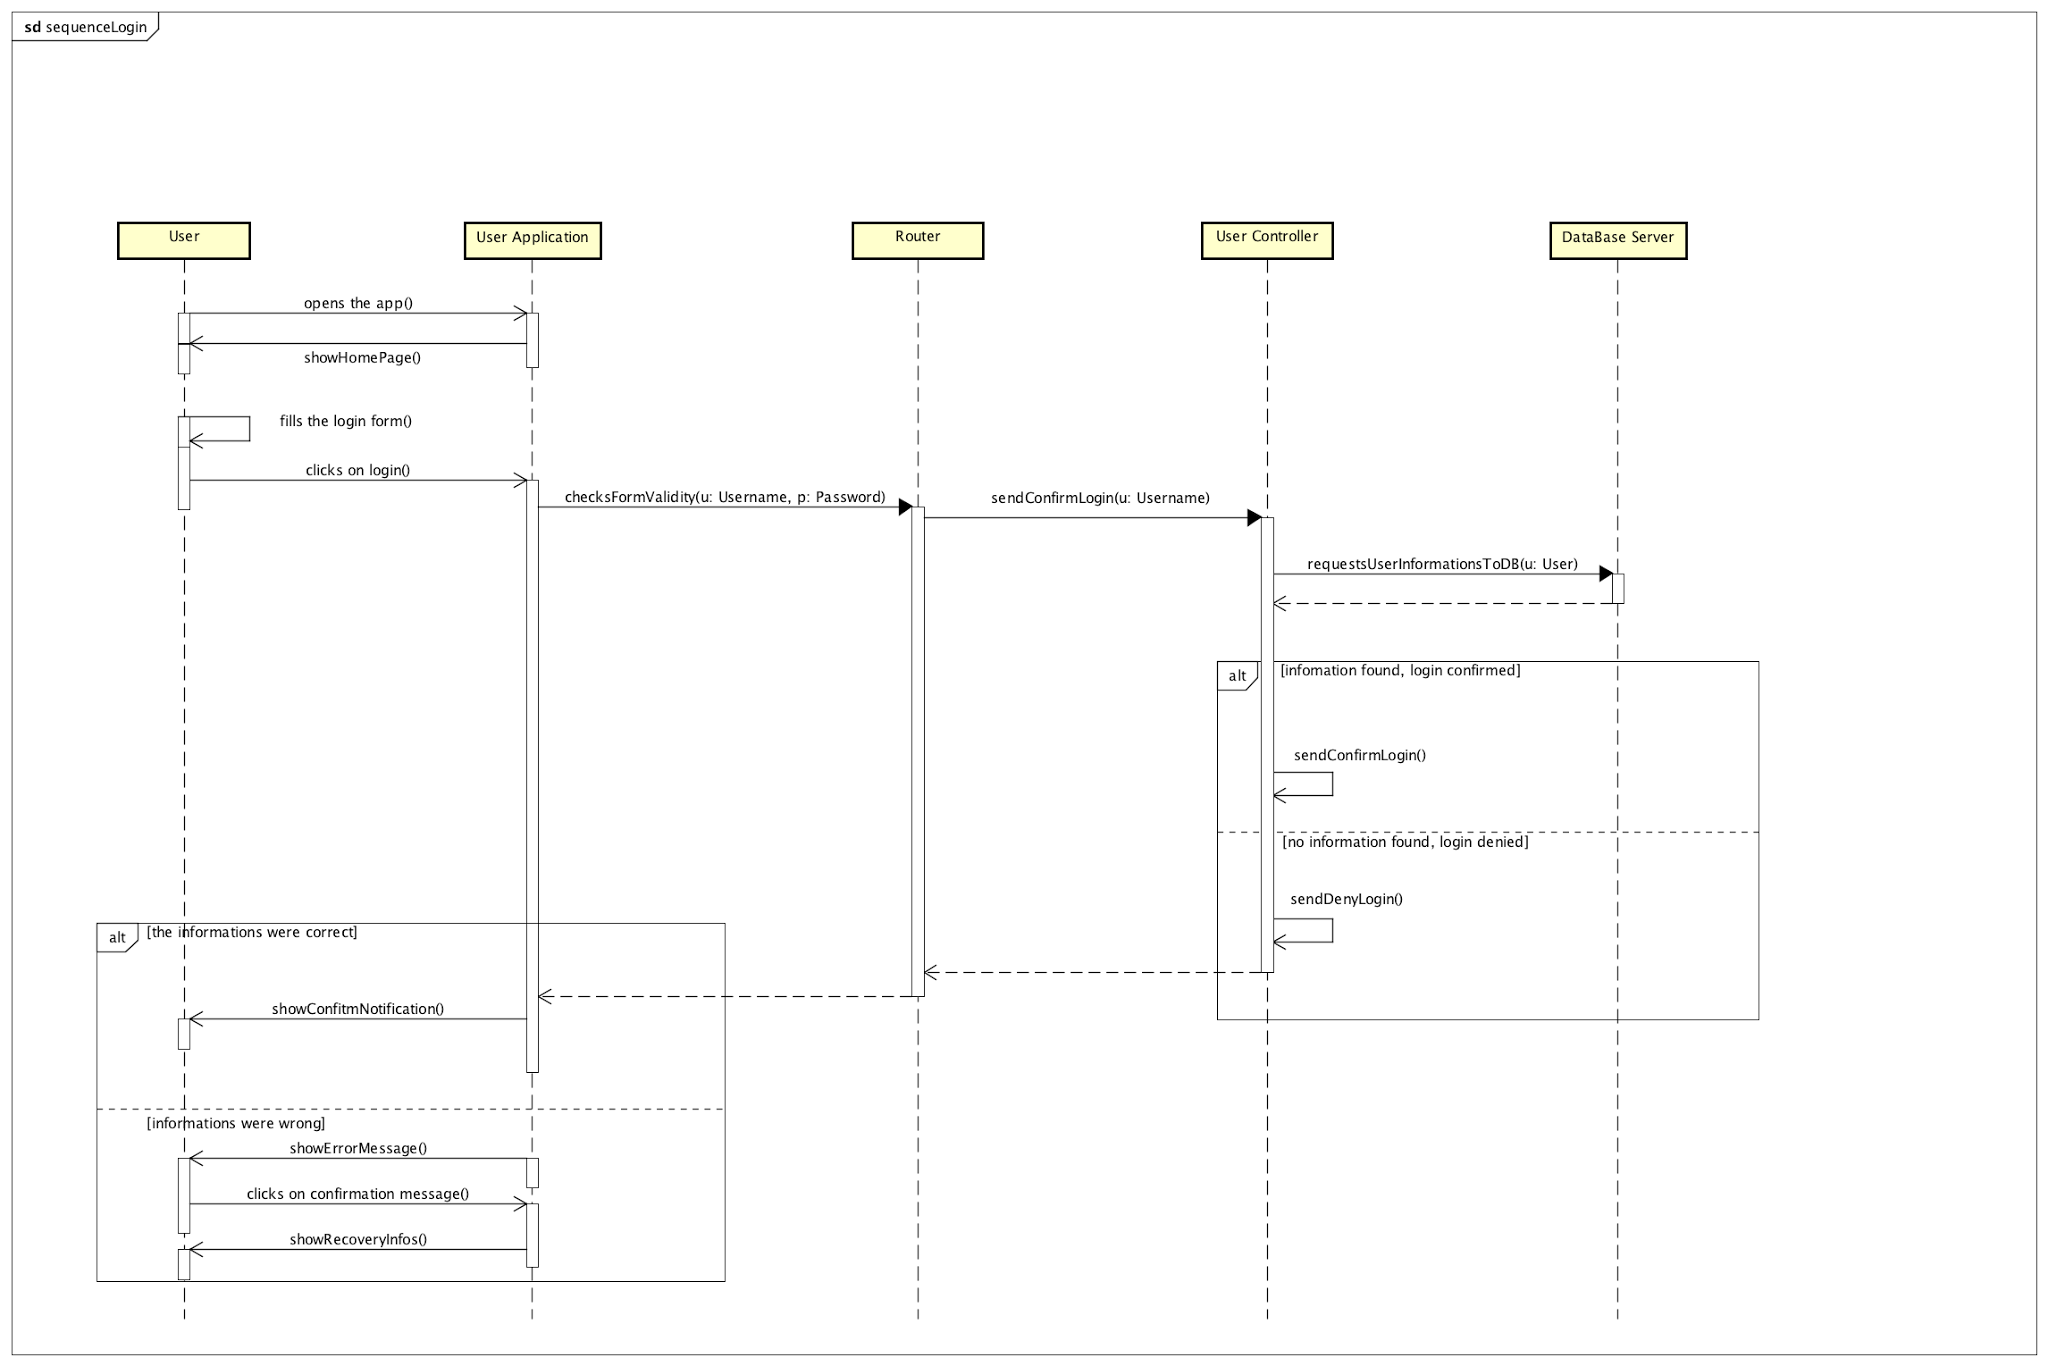 sd sequenceLogin
User
User Application
Router
User Controller
DataBase Server
opens the app()
showHomePage()
fills the login form()
clicks on login()
checksFormValidity(u: Username, p: Password)
sendConfirmLogin(u: Username)
requestsUserInformationsToDB(u: User)
alt
[infomation found, login confirmed]
sendConfirmLogin()
[no information found, login denied]
sendDenyLogin()
alt
[the informations were correct]
showConfitmNotification()
[informations were wrong]
showErrorMessage()
clicks on confirmation message()
showRecoveryInfos()